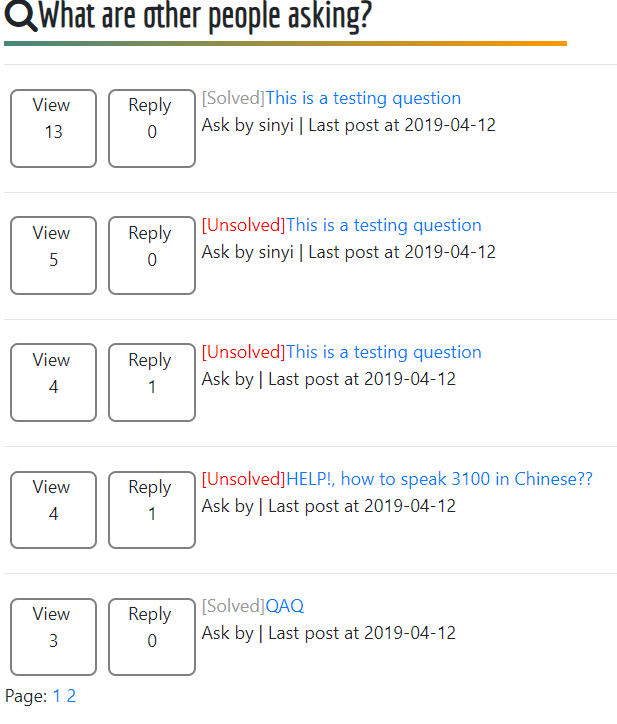 What are other people asking?
View Reply [Solved]This is a testing question
13 0 Ask by sinyi | Last post at 2019-04-12
View Reply [Unsolved]This is a testing question
5 0 Ask by sinyi | Last post at 2019-04-12
View Reply [Unsolved]This is a testing question
4 1 Ask by | Last post at 2019-04-12
View Reply [Unsolved]HELP!, how to speak 3100 in Chinese??
4 1 Ask by | Last post at 2019-04-12
View Reply [Solved]QAQ
3 0 Ask by | Last post at 2019-04-12
Page: 1 2